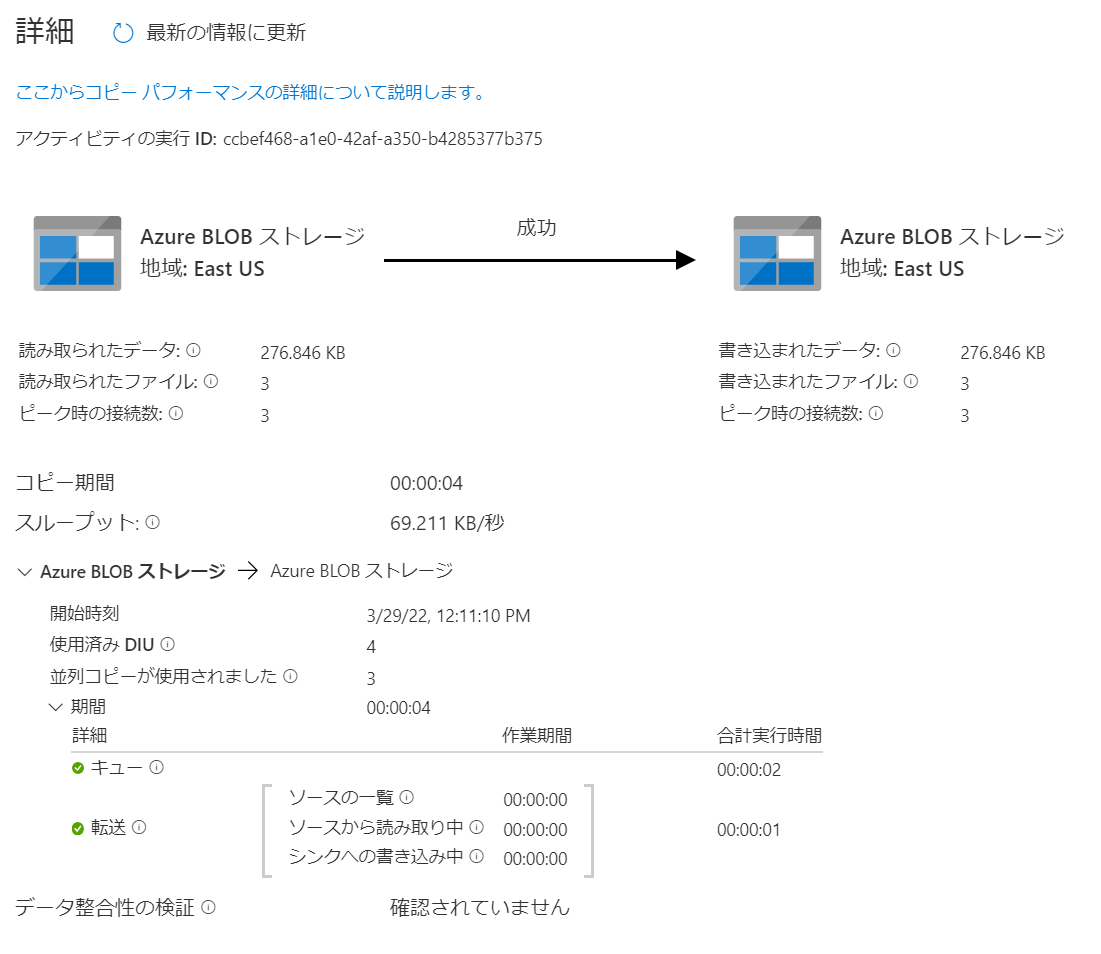 詳細 最新の情報に更新
ここからコピー パフォーマンスの詳細について説明します。
アクティビティの実行 ID: ccbef468-a1e0-42af-a350-b4285377b375
成功
Azure BLOB ストレージ
地域: East US
Azure BLOB ストレージ
地域: East US
読み取られたデータ: 276.846 KB
読み取られたファイル: 3
ピーク時の接続数: 3
書き込まれたデータ: 276.846 KB
書き込まれたファイル: 3
ピーク時の接続数: 3
コピー期間 00:00:04
スループット: 69.211 KB/秒
Azure BLOB ストレージ → Azure BLOB ストレージ
開始時刻 3/29/22, 12:11:10 PM
使用済み DIU 4
並列コピーが使用されました 3
期間 00:00:04
詳細 作業期間 合計実行時間
キュー 00:00:02
ソースの一覧 00:00:00
転送 ソースから読み取り中 00:00:00 00:00:01
シンクへの書き込み中 00:00:00
データ整合性の検証 確認されていません